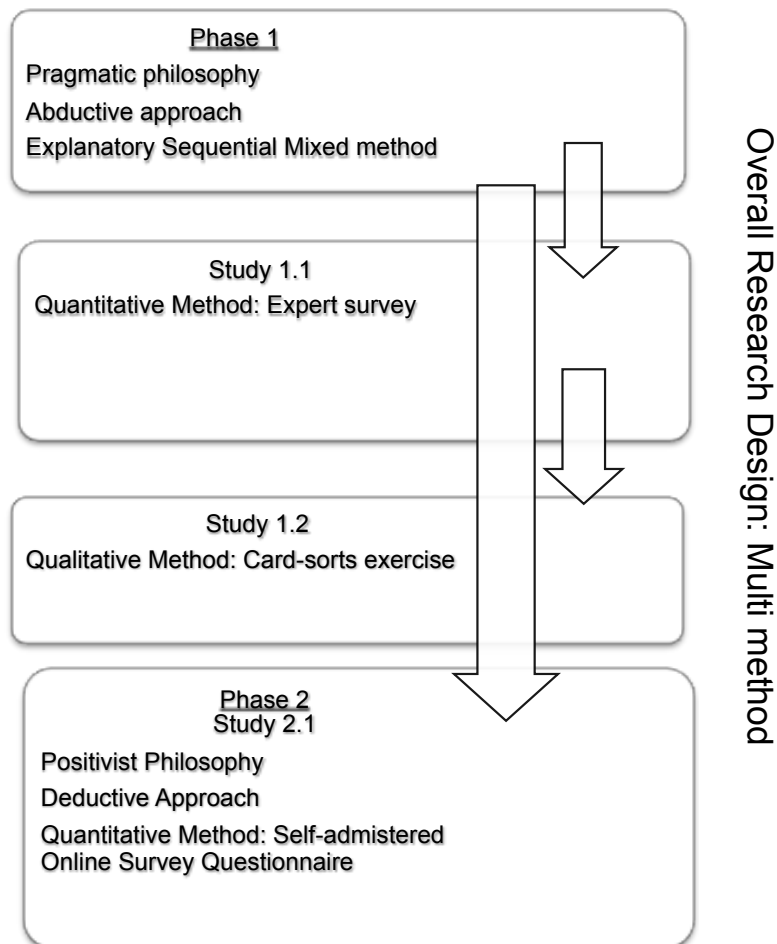 Phase 1
Pragmatic philosophy
Abductive approach
Explanatory Sequential Mixed method
Study 1.1
Quantitative Method: Expert survey
Study 1.2
Qualitative Method: Card-sorts exercise
Phase 2
Study 2.1
Positivist Philosophy
Deductive Approach
Quantitative Method: Self-admistered
Online Survey Questionnaire
Overall Research Design: Multi method